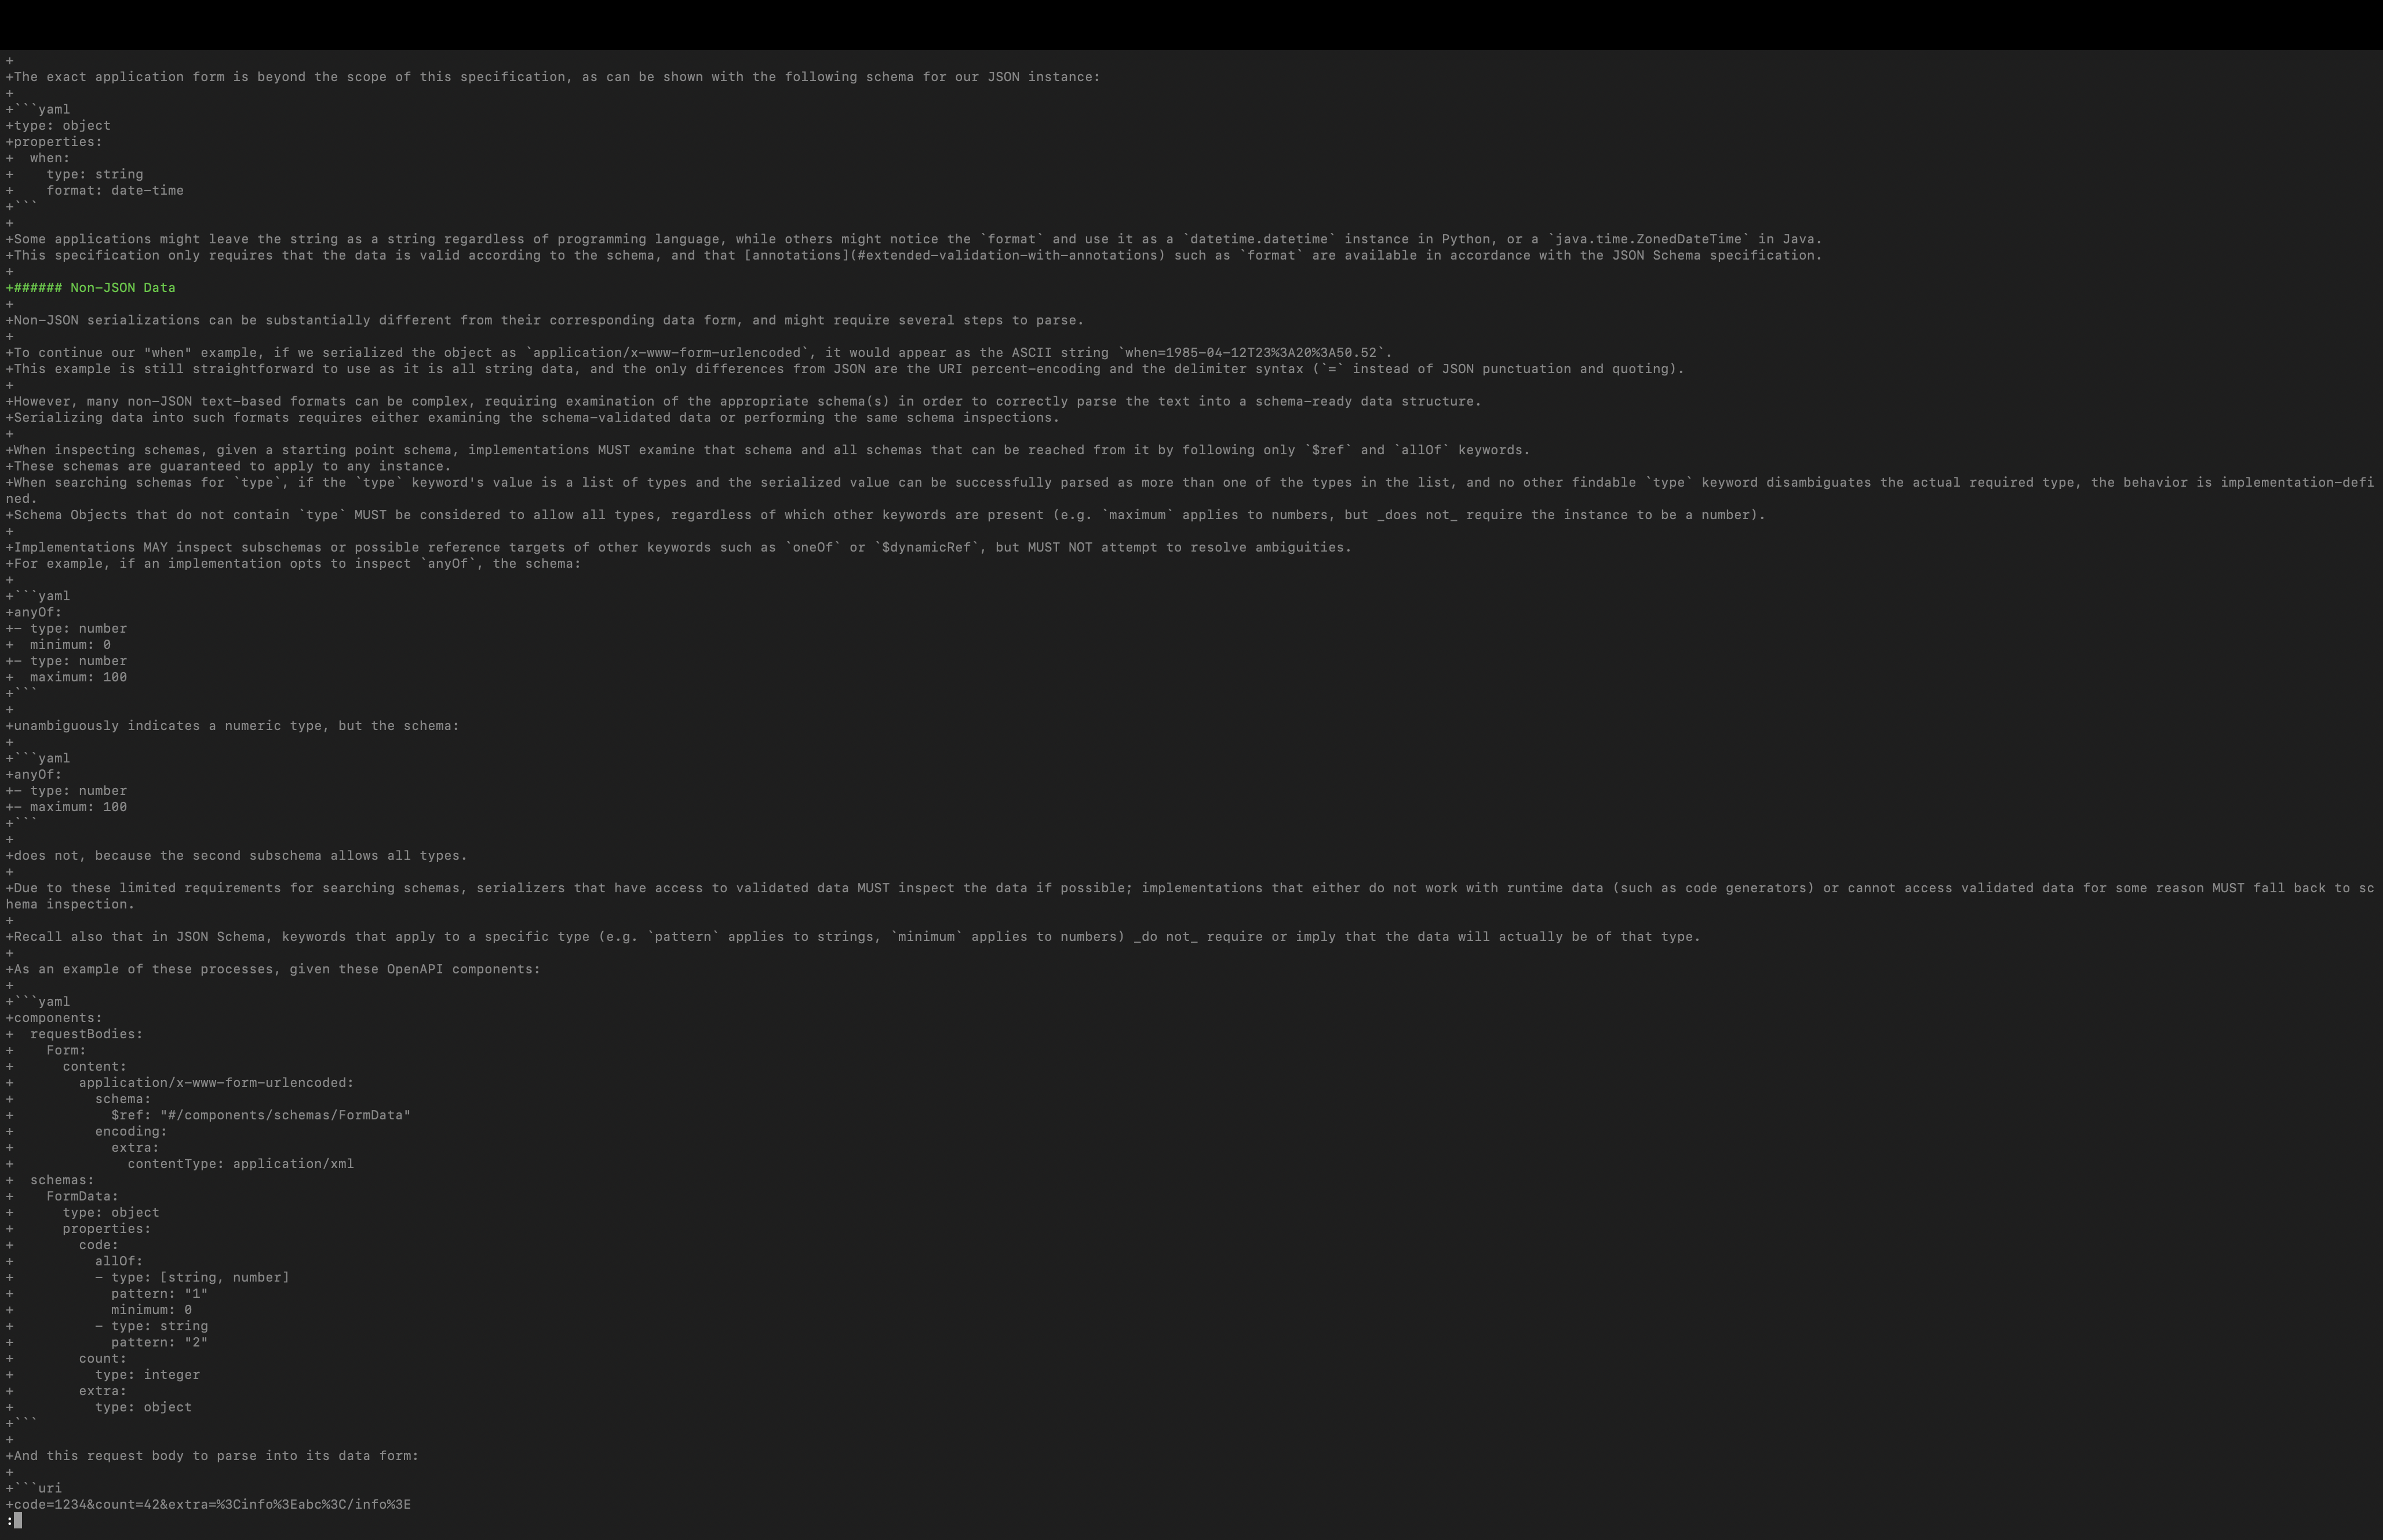 +
+The exact application form is beyond the scope of this specification, as can be shown with the following schema for our JSON instance:
+
+```yaml
+type: object
+properties:
+  when:
+    type: string
+    format: date-time
+```
+
+Some applications might leave the string as a string regardless of programming language, while others might notice the `format` and use it as a `datetime.datetime` instance in Python, or a `java.time.ZonedDateTime` in Java.
+This specification only requires that the data is valid according to the schema, and that [annotations](#extended-validation-with-annotations) such as `format` are available in accordance with the JSON Schema specification.
+
+###### Non-JSON Data
+
+Non-JSON serializations can be substantially different from their corresponding data form, and might require several steps to parse.
+
+To continue our "when" example, if we serialized the object as `application/x-www-form-urlencoded`, it would appear as the ASCII string `when=1985-04-12T23%3A20%3A50.52`.
+This example is still straightforward to use as it is all string data, and the only differences from JSON are the URI percent-encoding and the delimiter syntax (`=` instead of JSON punctuation and quoting).
+
+However, many non-JSON text-based formats can be complex, requiring examination of the appropriate schema(s) in order to correctly parse the text into a schema-ready data structure.
+Serializing data into such formats requires either examining the schema-validated data or performing the same schema inspections.
+
+When inspecting schemas, given a starting point schema, implementations MUST examine that schema and all schemas that can be reached from it by following only `$ref` and `allOf` keywords.
+These schemas are guaranteed to apply to any instance.
+When searching schemas for `type`, if the `type` keyword's value is a list of types and the serialized value can be successfully parsed as more than one of the types in the list, and no other findable `type` keyword disambiguates the actual required type, the behavior is implementation-defi
ned.
+Schema Objects that do not contain `type` MUST be considered to allow all types, regardless of which other keywords are present (e.g. `maximum` applies to numbers, but _does not_ require the instance to be a number).
+
+Implementations MAY inspect subschemas or possible reference targets of other keywords such as `oneOf` or `$dynamicRef`, but MUST NOT attempt to resolve ambiguities.
+For example, if an implementation opts to inspect `anyOf`, the schema:
+
+```yaml
+anyOf:
+- type: number
+  minimum: 0
+- type: number
+  maximum: 100
+```
+
+unambiguously indicates a numeric type, but the schema:
+
+```yaml
+anyOf:
+- type: number
+- maximum: 100
+```
+
+does not, because the second subschema allows all types.
+
+Due to these limited requirements for searching schemas, serializers that have access to validated data MUST inspect the data if possible; implementations that either do not work with runtime data (such as code generators) or cannot access validated data for some reason MUST fall back to sc
hema inspection.
+
+Recall also that in JSON Schema, keywords that apply to a specific type (e.g. `pattern` applies to strings, `minimum` applies to numbers) _do not_ require or imply that the data will actually be of that type.
+
+As an example of these processes, given these OpenAPI components:
+
+```yaml
+components:
+  requestBodies:
+    Form:
+      content:
+        application/x-www-form-urlencoded:
+          schema:
+            $ref: "#/components/schemas/FormData"
+          encoding:
+            extra:
+              contentType: application/xml
+  schemas:
+    FormData:
+      type: object
+      properties:
+        code:
+          allOf:
+          - type: [string, number]
+            pattern: "1"
+            minimum: 0
+          - type: string
+            pattern: "2"
+        count:
+          type: integer
+        extra:
+          type: object
+```
+
+And this request body to parse into its data form:
+
+```uri
+code=1234&count=42&extra=%3Cinfo%3Eabc%3C/info%3E
: